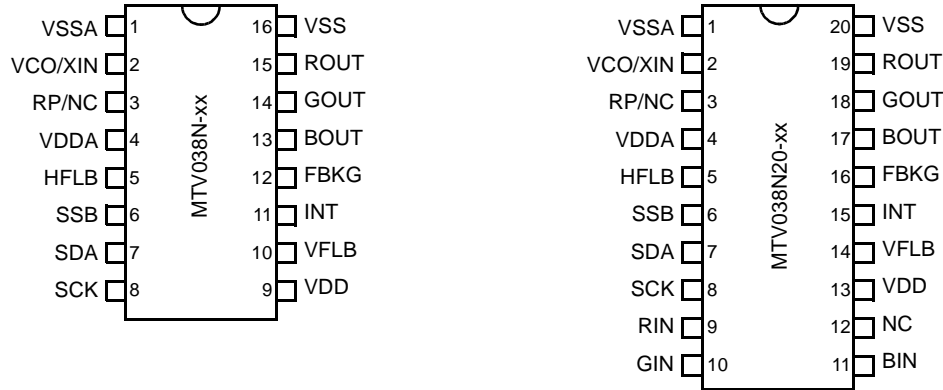 VSSA 1 16 VSS
VCO/XIN 2 15 ROUT
RP/NC 3 14 GOUT
VDDA 4 13 BOUT
HFLB 5 12 FBKG
SSB 6 11 INT
SDA 7 10 VFLB
SCK 8 9 VDD
MTV038N-xx
VSSA 1 20 VSS
VCO/XIN 2 19 ROUT
RP/NC 3 18 GOUT
VDDA 4 17 BOUT
HFLB 5 16 FBKG
SSB 6 15 INT
SDA 7 14 VFLB
SCK 8 13 VDD
RIN 9 12 NC
GIN 10 11 BIN
MTV038N20-xx